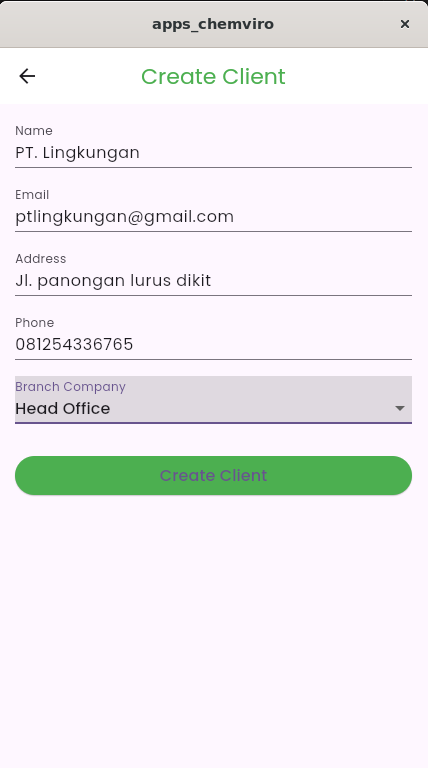 apps_chemviro
Create Client
Name
PT. Lingkungan
Email
ptlingkungan@gmail.com
Address
Jl. panongan lurus dikit
Phone
081254336765
Branch Company
Head Office
Create Client